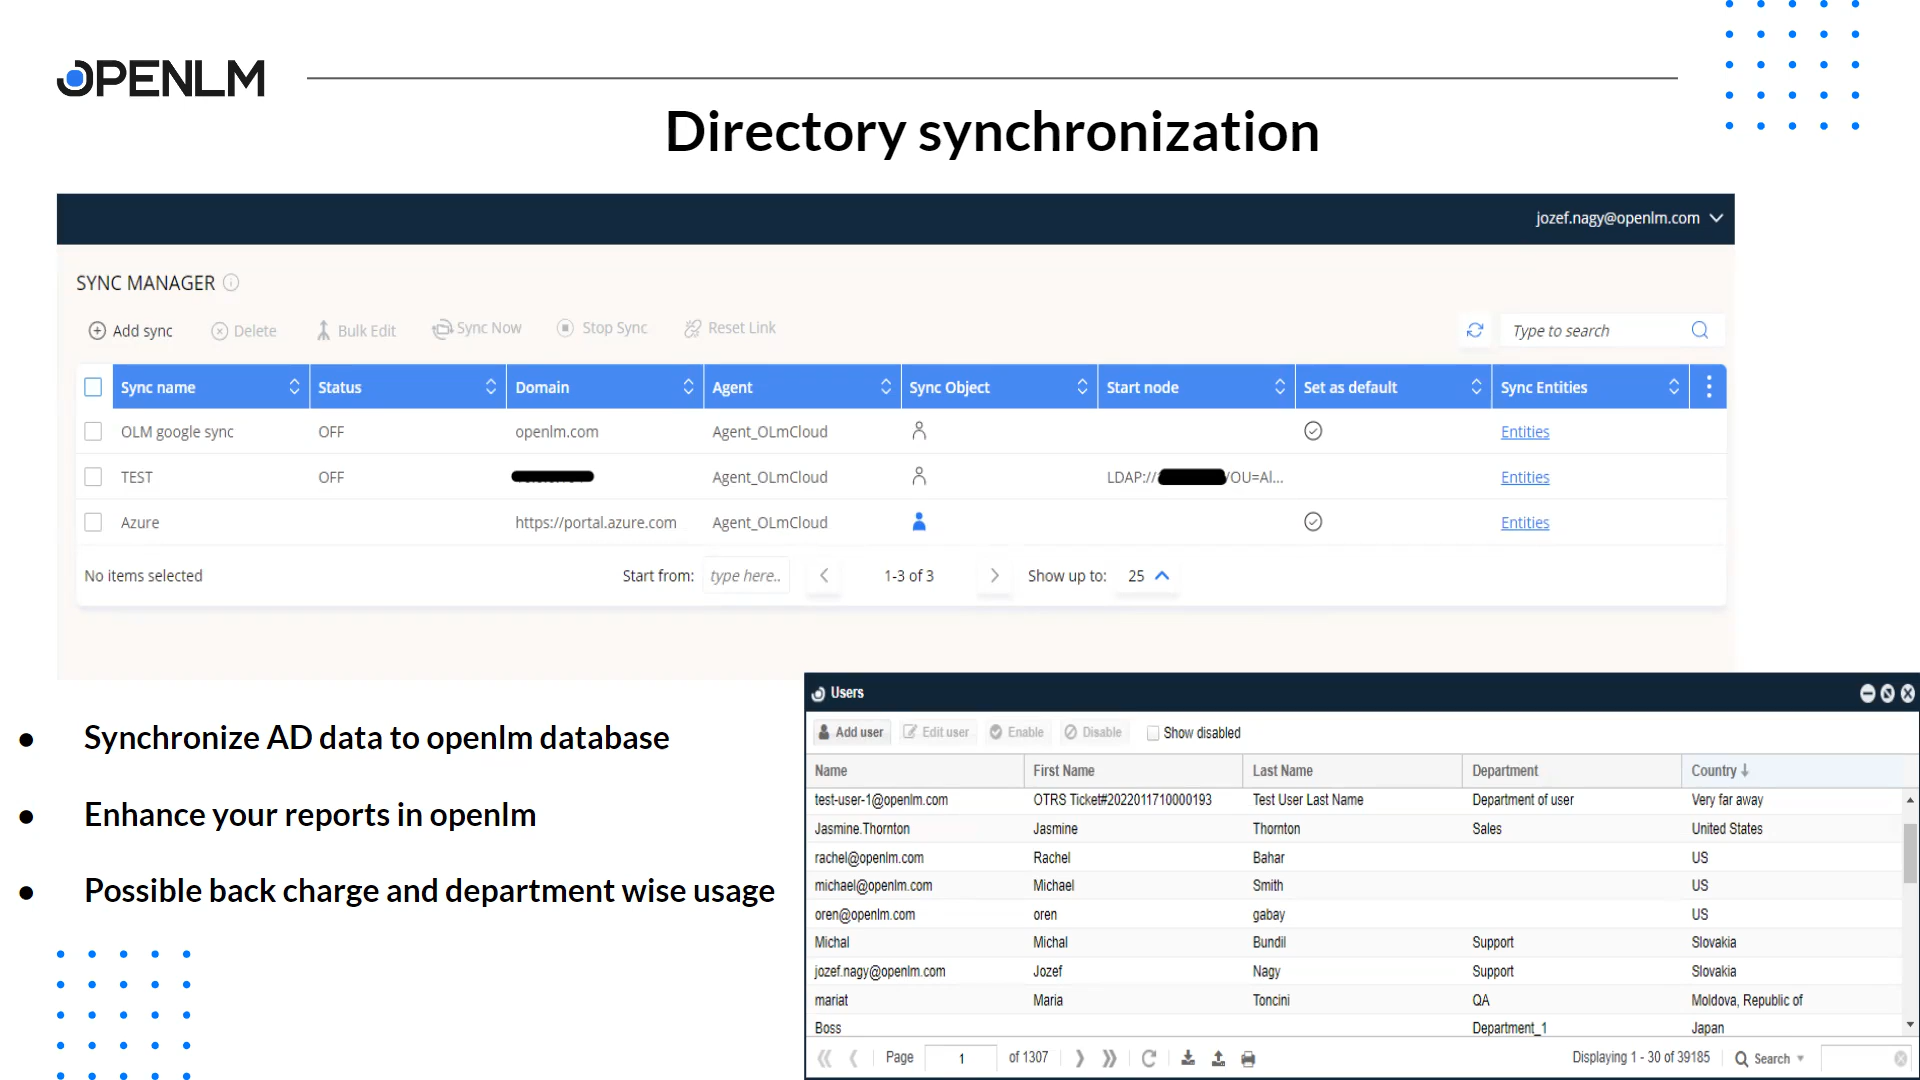 OPENLM
Directory synchronization
jozef.nagy@openlm.com
SYNC MANAGER
Add sync Delete Bulk Edit Sync Now Stop Sync Reset Link Type to search
Sync name Status Domain Agent Sync Object Start node Set as default Sync Entities
OLM google sync OFF openlm.com Agent_OLmCloud Entities
TEST OFF Agent_OLmCloud LDAP:// /OU=Al... Entities
Azure https://portal.azure.com Agent_OLmCloud Entities
No items selected Start from: type here.. 1-3 of 3 Show up to: 25
• Synchronize AD data to openlm database
• Enhance your reports in openlm
• Possible back charge and department wise usage
Users
Add user Edit user Enable Disable Show disabled
Name First Name Last Name Department Country
test-user-1@openlm.com OTRS Ticket#2022011710000193 Test User Last Name Department of user Very far away
Jasmine.Thornton Jasmine Thornton Sales United States
rachel@openlm.com Rachel Bahar US
michael@openlm.com Michael Smith US
oren@openlm.com oren gabay US
Michal Michal Bundil Support Slovakia
jozef.nagy@openlm.com Jozef Nagy Support Slovakia
mariat Maria Toncini QA Moldova, Republic of
Boss Department_1 Japan
Page 1 of 1307 Displaying 1 - 30 of 39185 Search